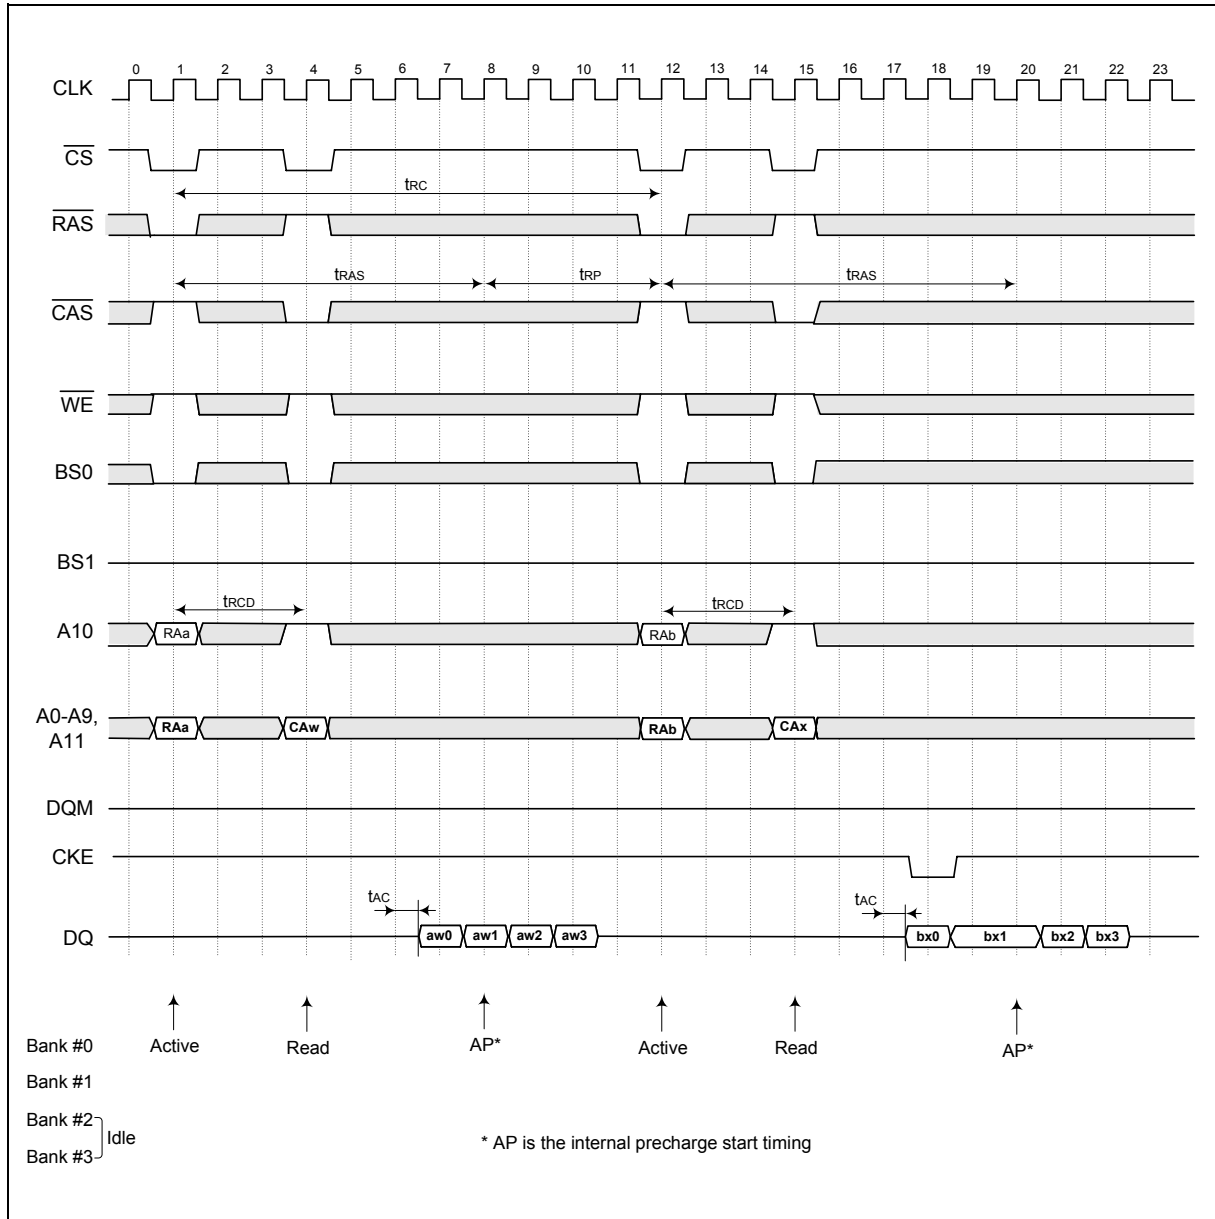 0 1 2 3 4 5 6 7 8 9 10 11 12 13 14 15 16 17 18 19 20 21 22 23
CLK
CS
tRC
RAS
tRAS tRP tRAS
CAS
WE
BS0
BS1
tRCD tRCD
A10 RAa RAb
A0-A9,
A11
RAa CAw RAb CAx
DQM
CKE
tAC tAC
DQ aw0 aw1 aw2 aw3 bx0 bx1 bx2 bx3
Bank #0 Active Read AP* Active Read AP*
Bank #1
Bank #2
Idle
Bank #3
* AP is the internal precharge start timing